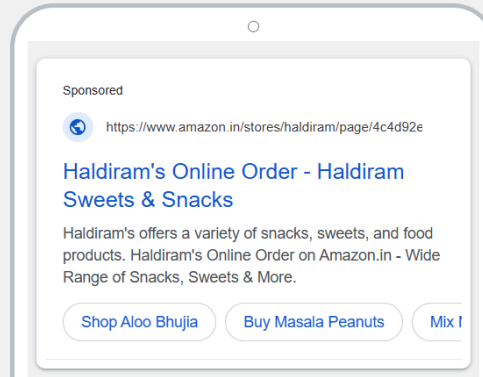 Sponsored
https://www.amazon.in/stores/haldiram/page/4c4d92e
Haldiram's Online Order - Haldiram
Sweets & Snacks
Haldiram's offers a variety of snacks, sweets, and food
products. Haldiram's Online Order on Amazon.in - Wide
Range of Snacks, Sweets & More.
Shop Aloo Bhujia Buy Masala Peanuts Mix